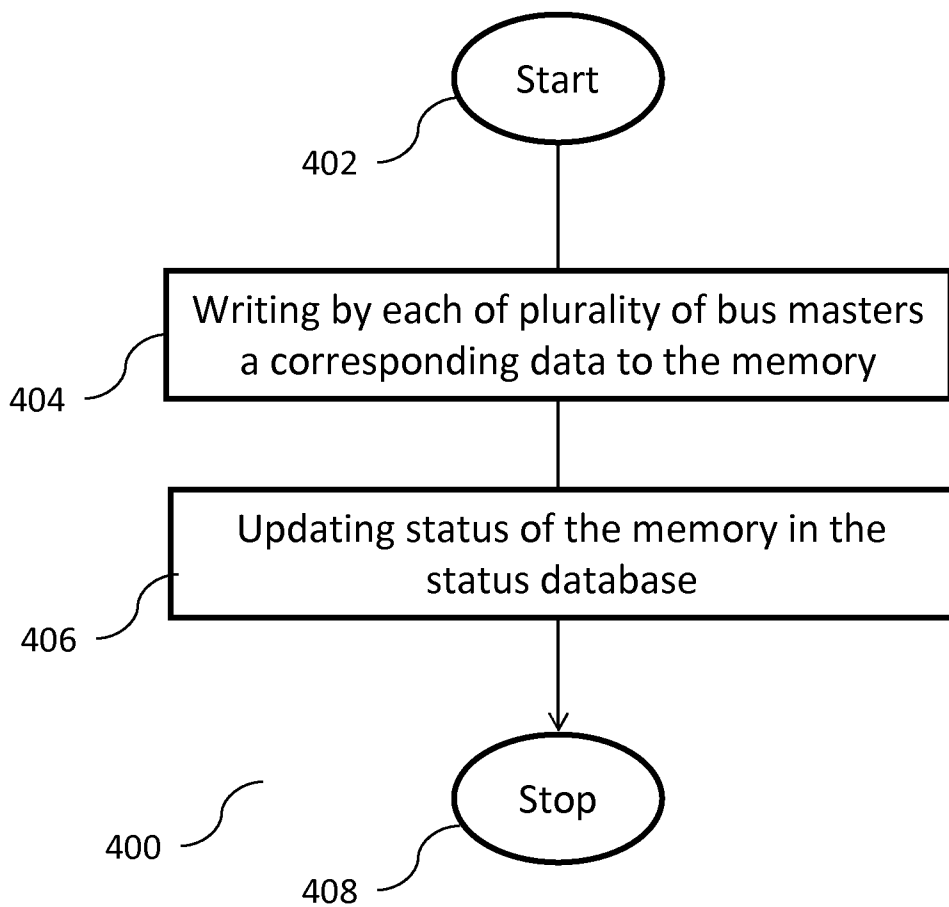 Start
402
Writing by each of plurality of bus masters
a corresponding data to the memory
404
Updating status of the memory in the
status database
406
Stop
400
408